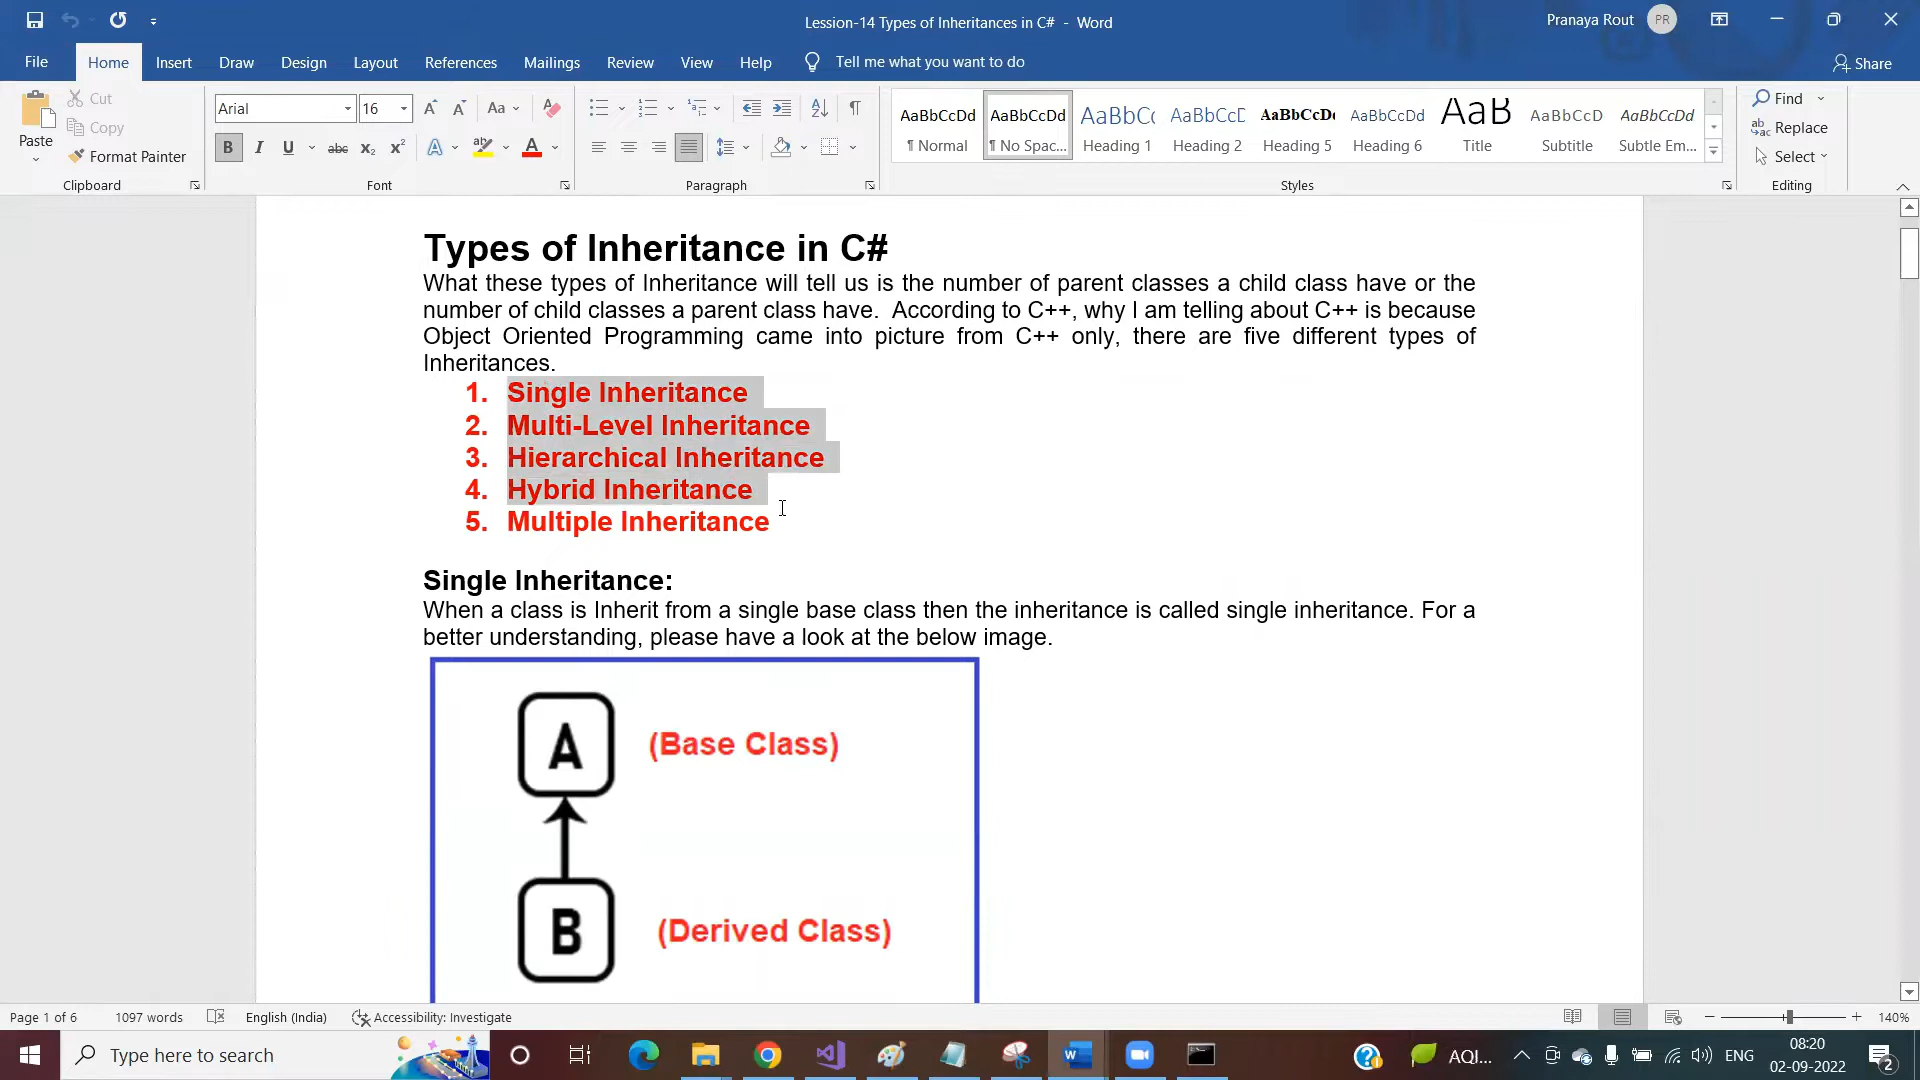 Lession-14 Types of Inheritances in C# - Word
Pranaya Rout PR
File Home Insert Draw Design Layout References Mailings Review View Help Tell me what you want to do Share
Paste
Cut
Copy
Format Painter
Clipboard
Arial 16
Font
Paragraph
AaBbCcDd ¶ Normal
AaBbCcDd ¶ No Spac...
AaBbC( Heading 1
AaBbCcC Heading 2
AaBbCcD( Heading 5
AaBbCcDd Heading 6
AaB Title
AaBbCcD Subtitle
AaBbCcDd Subtle Em...
Styles
Find
Replace
Select
Editing
Types of Inheritance in C#
What these types of Inheritance will tell us is the number of parent classes a child class have or the
number of child classes a parent class have. According to C++, why I am telling about C++ is because
Object Oriented Programming came into picture from C++ only, there are five different types of
Inheritances.
1. Single Inheritance
2. Multi-Level Inheritance
3. Hierarchical Inheritance
4. Hybrid Inheritance
5. Multiple Inheritance
Single Inheritance:
When a class is Inherit from a single base class then the inheritance is called single inheritance. For a
better understanding, please have a look at the below image.
A (Base Class)
B (Derived Class)
Page 1 of 6 1097 words English (India) Accessibility: Investigate 140%
Type here to search AQI... ENG 08:20
02-09-2022 2